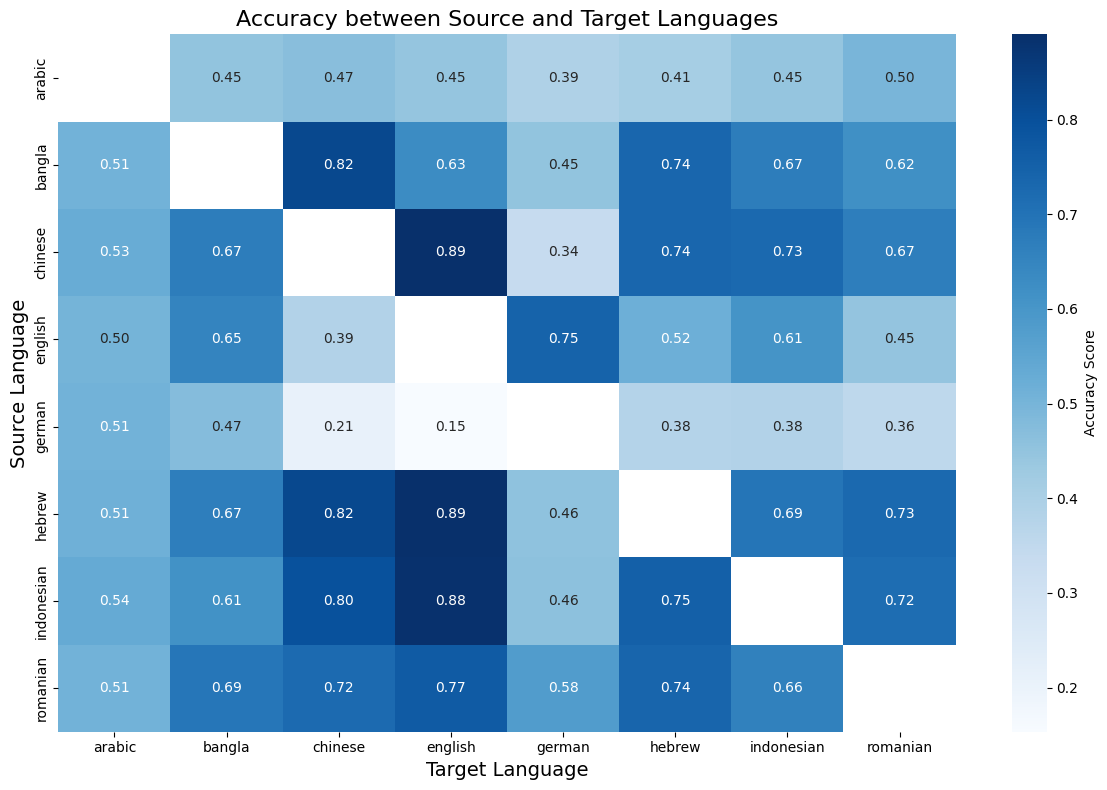 Accuracy between Source and Target Languages
arabic 0.45 0.47 0.45 0.39 0.41 0.45 0.50
bangla 0.51 0.82 0.63 0.45 0.74 0.67 0.62
chinese 0.53 0.67 0.89 0.34 0.74 0.73 0.67
english 0.50 0.65 0.39 0.75 0.52 0.61 0.45
german 0.51 0.47 0.21 0.15 0.38 0.38 0.36
hebrew 0.51 0.67 0.82 0.89 0.46 0.69 0.73
indonesian 0.54 0.61 0.80 0.88 0.46 0.75 0.72
romanian 0.51 0.69 0.72 0.77 0.58 0.74 0.66
arabic bangla chinese english german hebrew indonesian romanian
Target Language
Source Language
0.8
0.7
0.6
0.5
0.4
0.3
0.2
Accuracy Score